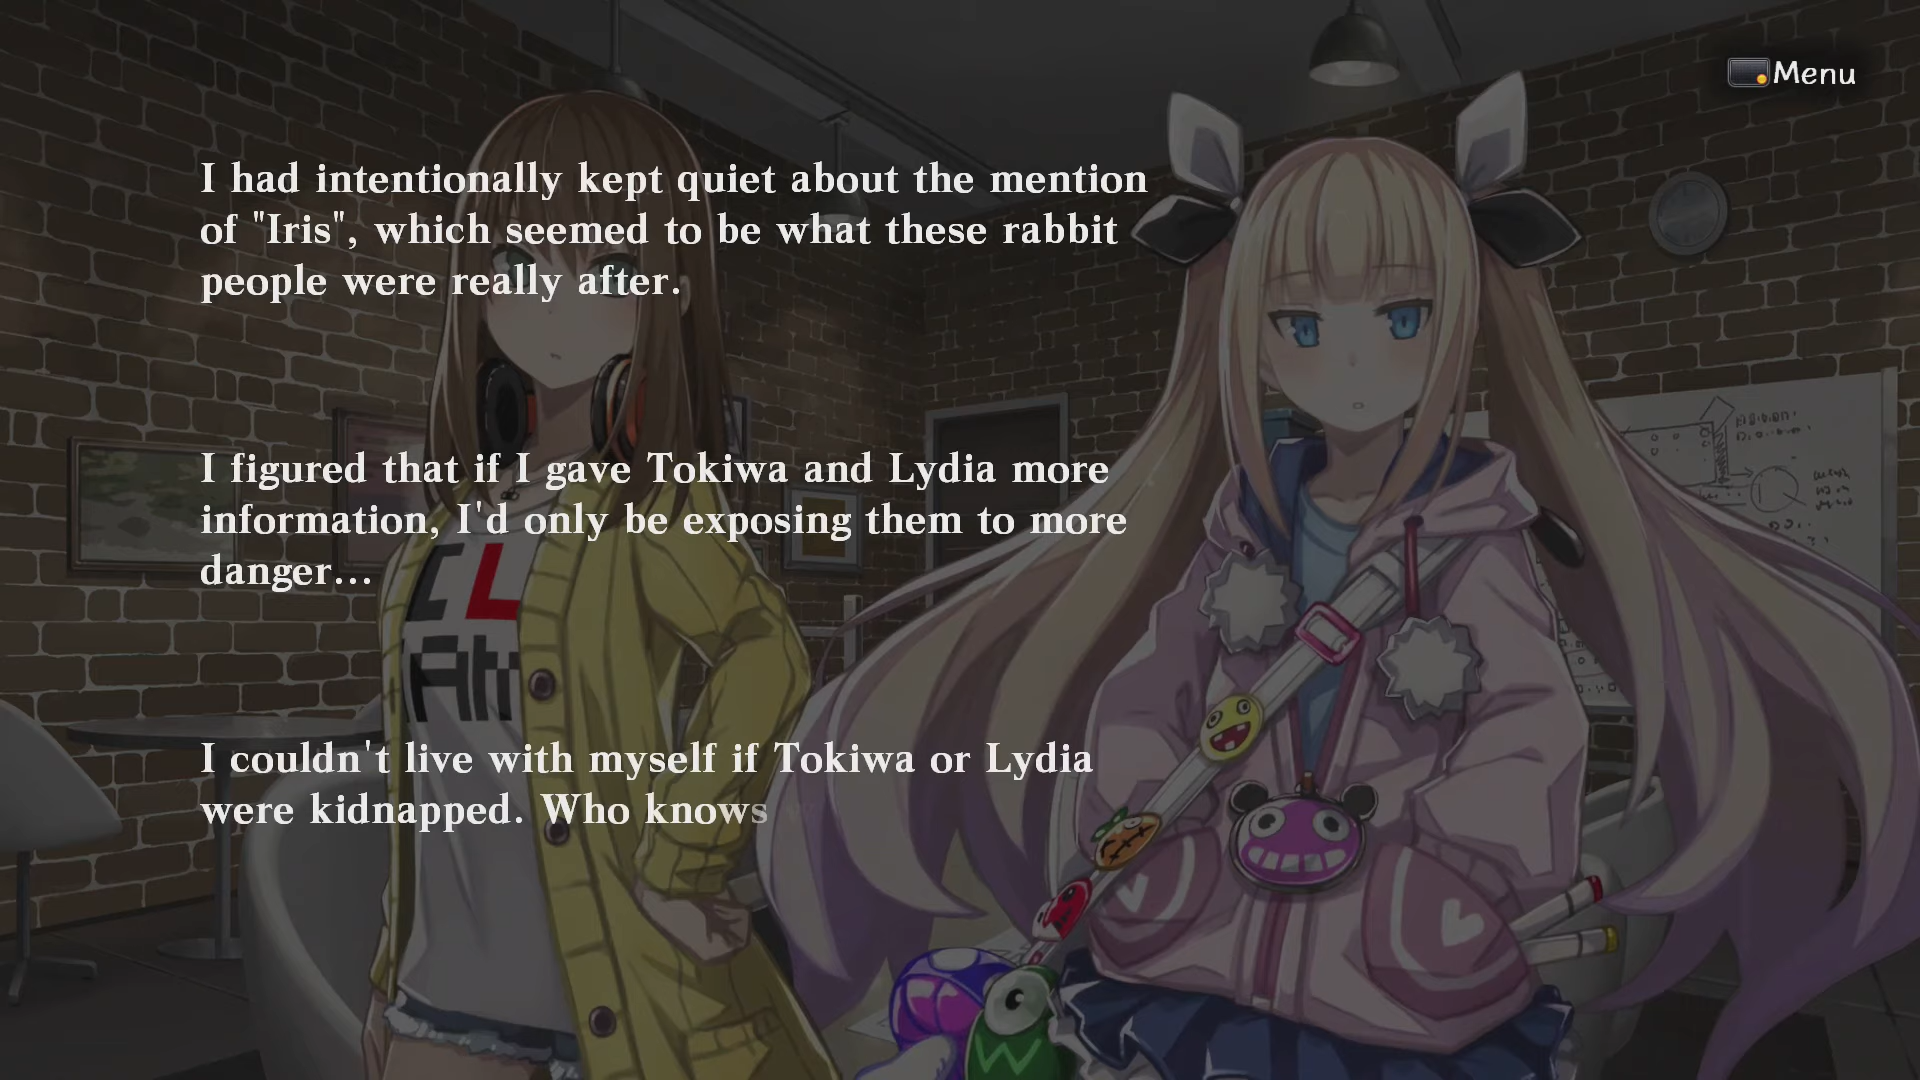 Menu
I had intentionally kept quiet about the mention
of "Iris", which seemed to be what these rabbit
people were really after.
I figured that if I gave Tokiwa and Lydia more
information, I'd only be exposing them to more
danger...
I couldn't live with myself if Tokiwa or Lydia
were kidnapped. Who knows